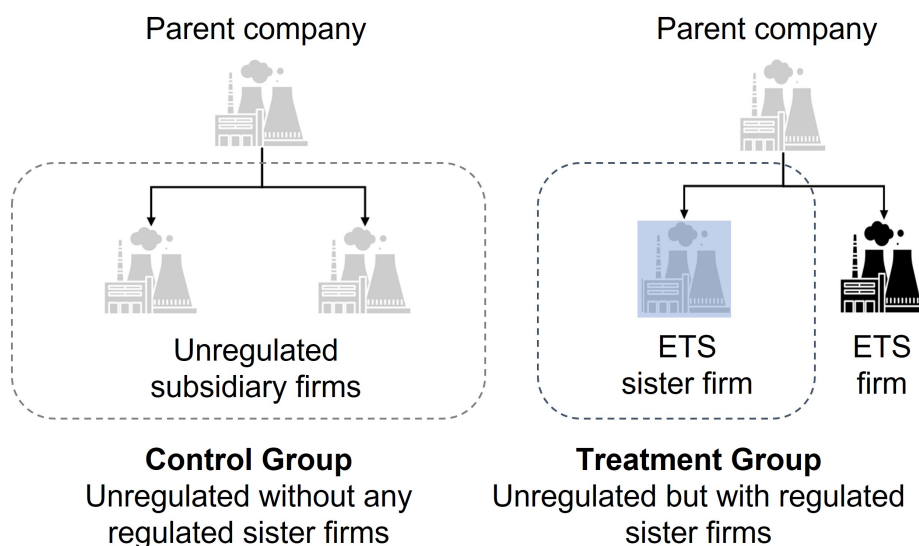 Parent company
Unregulated
subsidiary firms
Control Group
Unregulated without any
regulated sister firms
Parent company
ETS
sister firm
ETS
firm
Treatment Group
Unregulated but with regulated
sister firms